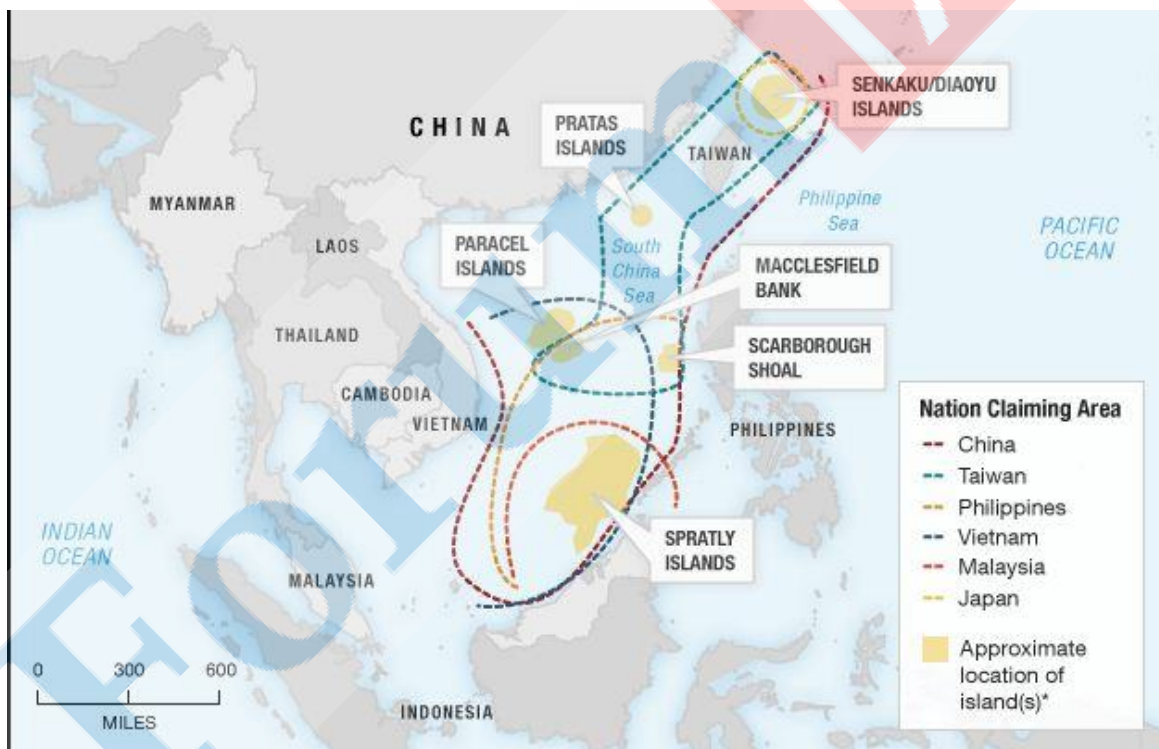 SENKAKU/DIAOYU
ISLANDS
CHINA
PRATAS
ISLANDS
TAIWAN
MYANMAR
Philippine
Sea
PACIFIC
OCEAN
LAOS
PARACEL
ISLANDS
South
China
Sea
MACCLESFIELD
BANK
THAILAND
SCARBOROUGH
SHOAL
CAMBODIA
VIETNAM
PHILIPPINES
Nation Claiming Area
China
Taiwan
Philippines
Vietnam
Malaysia
Japan
Approximate
location of
island(s)*
INDIAN
OCEAN
SPRATLY
ISLANDS
MALAYSIA
0 300 600
MILES
INDONESIA
ForumIA